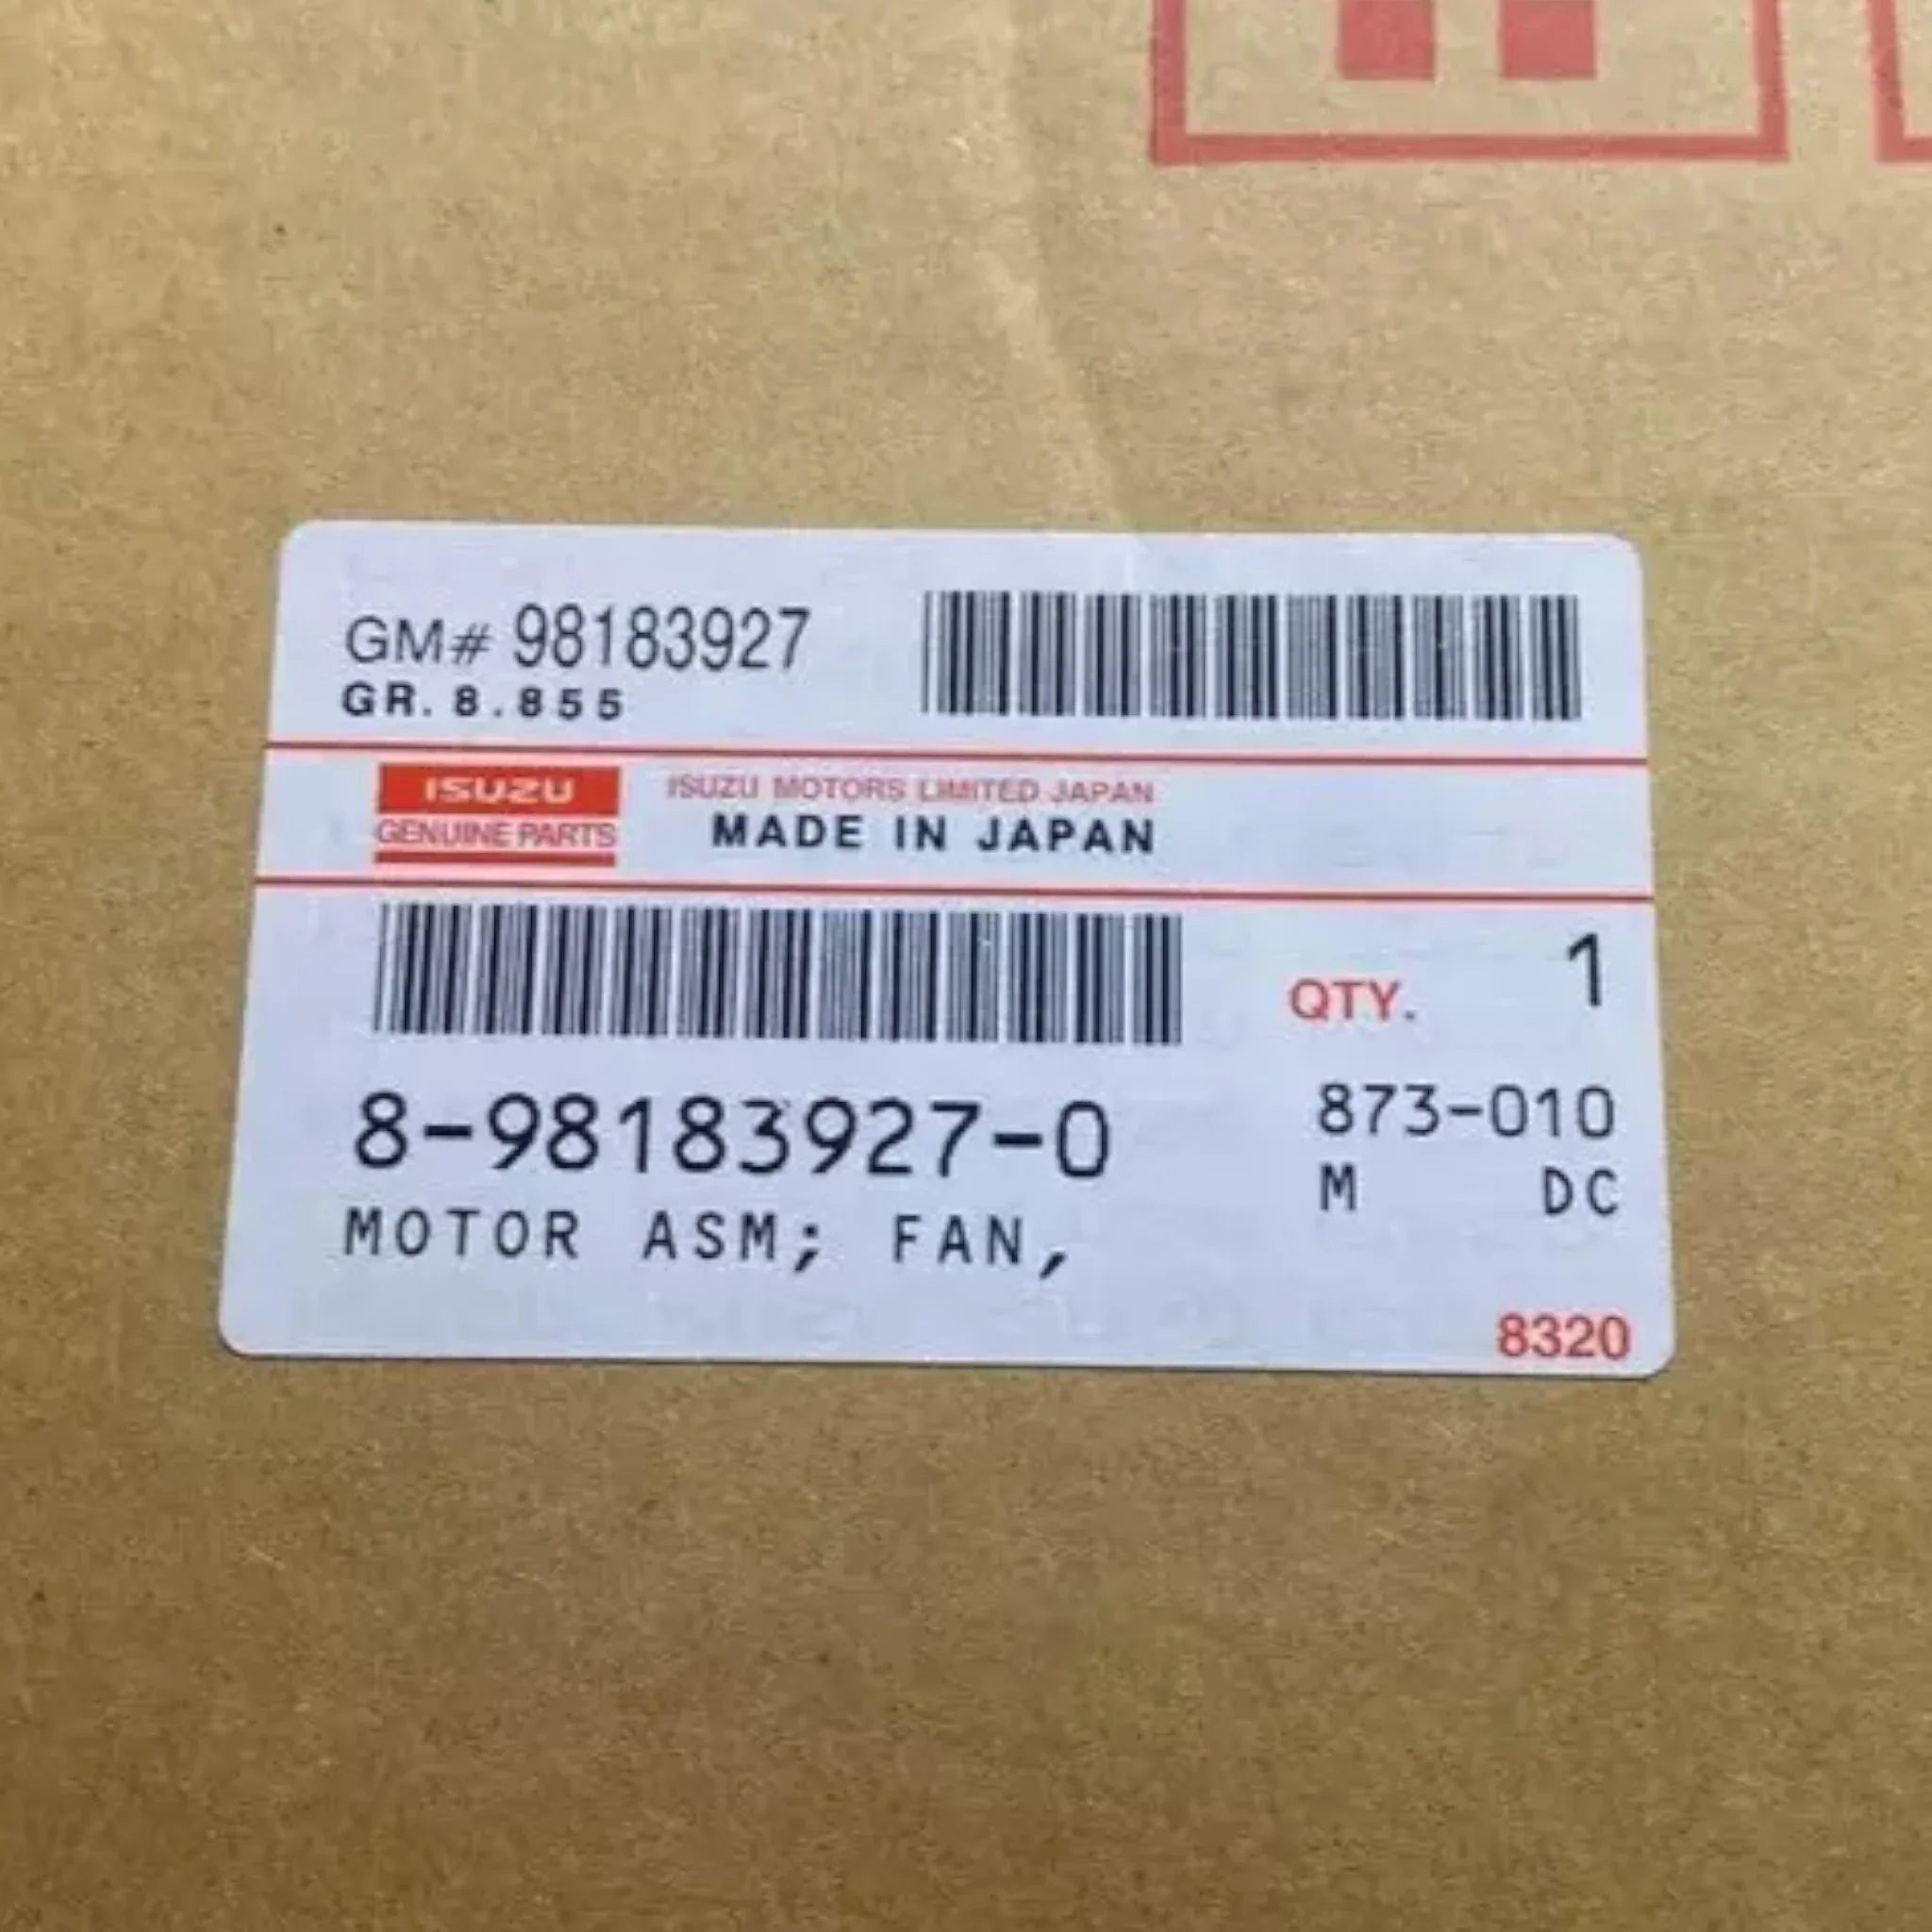 GM# 98183927
GR. 8.855
ISUZU
GENUINE PARTS
ISUZU MOTORS LIMITED JAPAN
MADE IN JAPAN
QTY. 1
8-98183927-0
MOTOR ASM; FAN,
873-010
M DC
8320